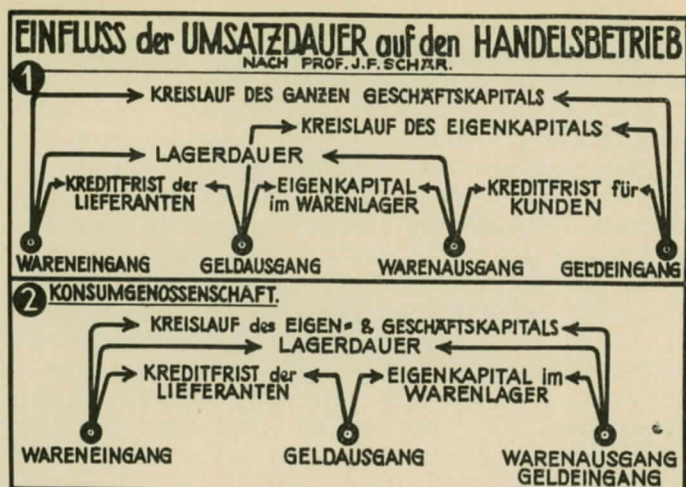 EINFLUSS der UMSATZDAUER auf den HANDELSBETRIEB
NACH PROF. J. F. SCHÄR.
1
KREISLAUF DES GANZEN GESCHÄFTSKAPITALS
KREISLAUF DES EIGENKAPITALS
LAGERDAUER
KREDITFRIST der
LIEFERANTEN
EIGENKAPITAL
im WARENLAGER
KREDITFRIST für
KUNDEN
WARENEINGANG
GELDAUSGANG
WARENAUSGANG
GELDEINGANG
2 KONSUMGENOSSENSCHAFT.
KREISLAUF des EIGEN= & GESCHÄFTSKAPITALS
LAGERDAUER
KREDITFRIST der
LIEFERANTEN
EIGENKAPITAL im
WARENLAGER
WARENEINGANG
GELDAUSGANG
WARENAUSGANG
GELDEINGANG